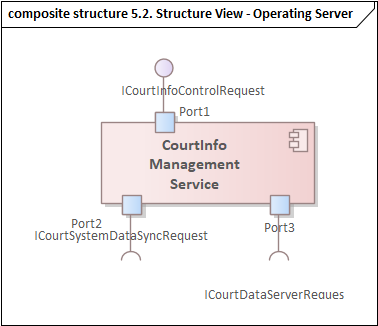 composite structure 5.2. Structure View - Operating Server
ICourtInfoControlRequest
Port1
CourtInfo
Management
Service
Port2
Port3
ICourtSystemDataSyncRequest
ICourtDataServerReques